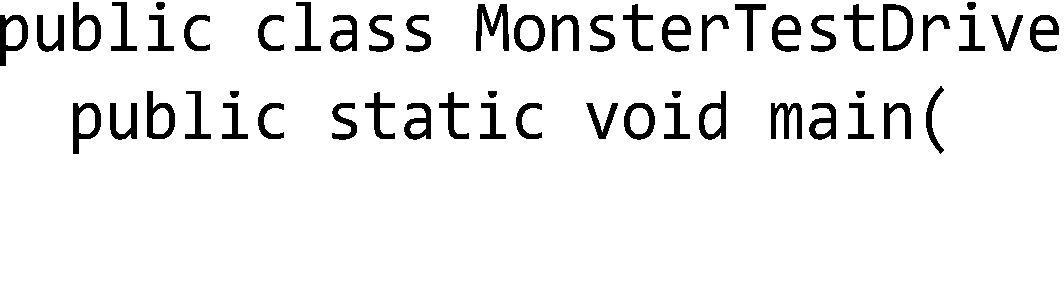 public class MonsterTestDrive
public static void main(